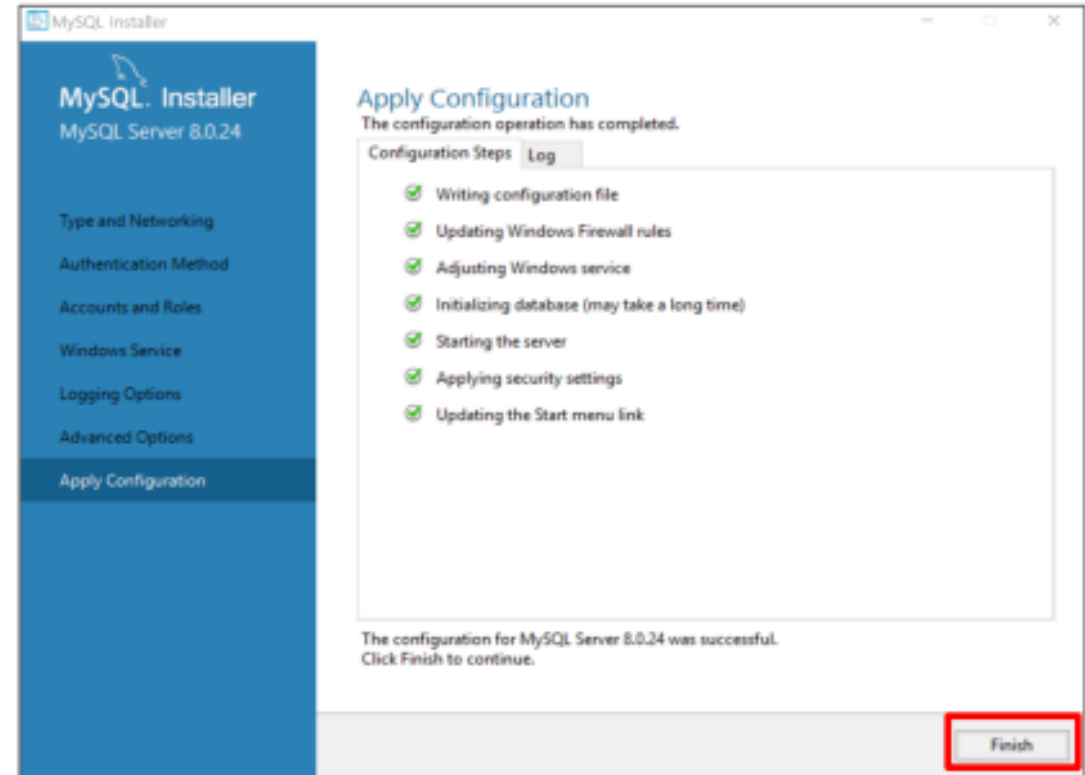 MySQL Installer
MySQL. Installer
MySQL Server 8.0.24
Type and Networking
Authentication Method
Accounts and Roles
Windows Service
Logging Options
Advanced Options
Apply Configuration
Apply Configuration
The configuration operation has completed.
Configuration Steps Log
Writing configuration file
Updating Windows Firewall rules
Adjusting Windows service
Initializing database (may take a long time)
Starting the server
Applying security settings
Updating the Start menu link
The configuration for MySQL Server 8.0.24 was successful.
Click Finish to continue.
Finish